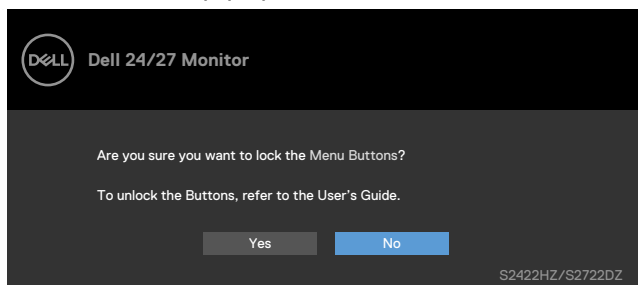 DELL
Dell 24/27 Monitor
Are you sure you want to lock the Menu Buttons?
To unlock the Buttons, refer to the User's Guide.
Yes No
S2422HZ/S2722DZ